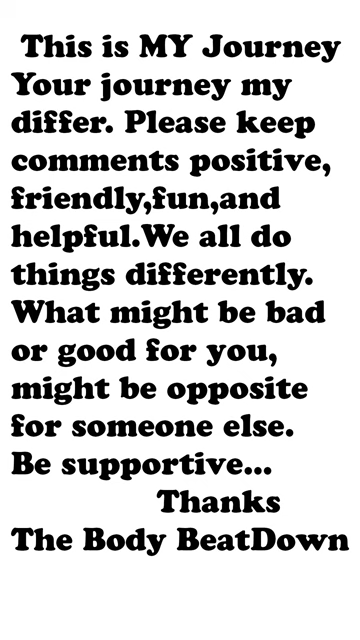 This is MY Journey
Your journey my
differ. Please keep
comments positive,
friendly,fun,and
helpful.We all do
things differently.
What might be bad
or good for you,
might be opposite
for someone else.
Be supportive...
Thanks
The Body BeatDown